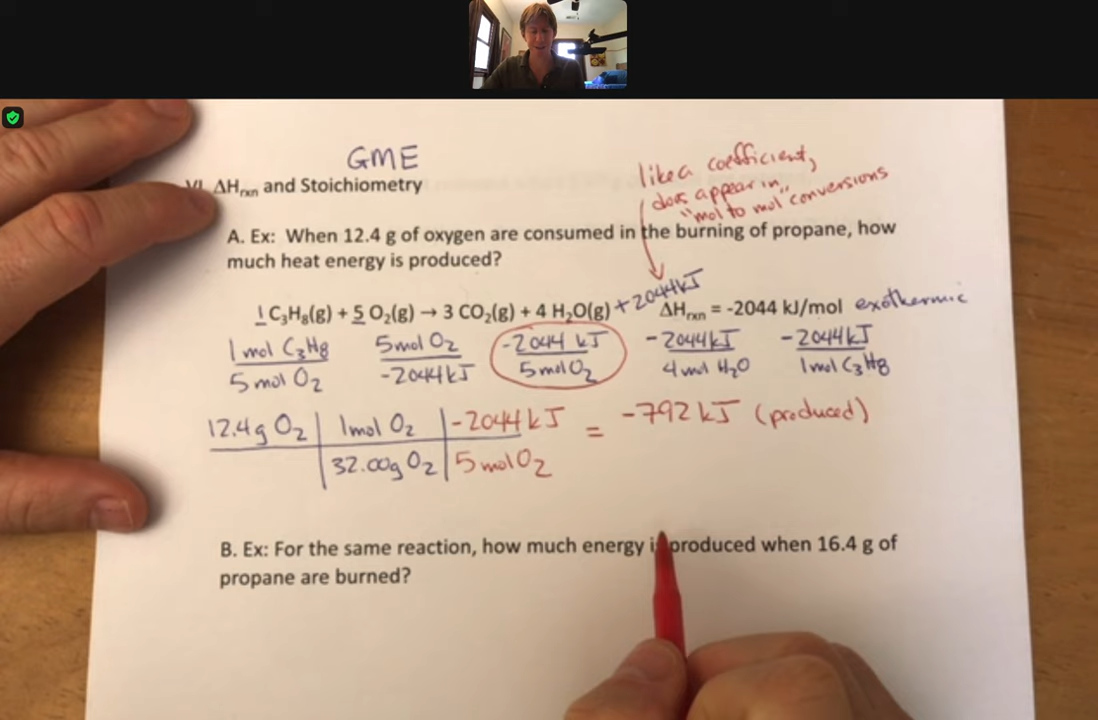 GME
VI. ΔHrxn and Stoichiometry
like a coefficient,
does appear in
"mol to mol" conversions
A. Ex: When 12.4 g of oxygen are consumed in the burning of propane, how
much heat energy is produced?
1 C3H8(g) + 5 O2(g) → 3 CO2(g) + 4 H2O(g) + 2044 kJ ΔHrxn = -2044 kJ/mol exothermic
1 mol C3H8 5 mol O2 -2044 kJ -2044 kJ -2044 kJ
5 mol O2 -2044 kJ 5 mol O2 4 mol H2O 1 mol C3H8
12.4 g O2 1 mol O2 -2044 kJ = -792 kJ (produced)
32.00 g O2 5 mol O2
B. Ex: For the same reaction, how much energy is produced when 16.4 g of
propane are burned?